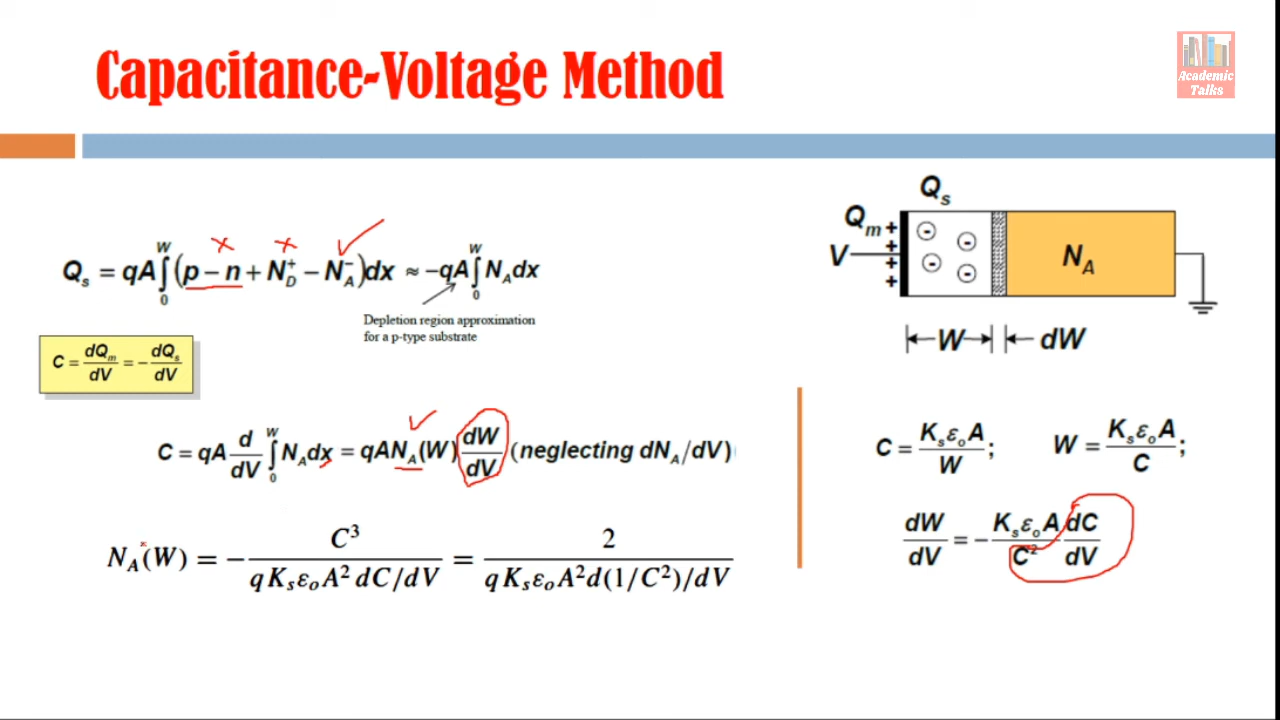 Capacitance-Voltage Method
Academic
Talks
Q_s = qA ∫_0^W (p − n + N_D^+ − N_A^−)dx ≈ −qA ∫_0^W N_A dx
Depletion region approximation
for a p-type substrate
C = dQ_m/dV = − dQ_s/dV
C = qA d/dV ∫_0^W N_A dx = qAN_A(W) dW/dV (neglecting dN_A/dV)
N_A(W) = − C^3 / (qK_sε_oA^2 dC/dV) = 2 / (qK_sε_oA^2d(1/C^2)/dV)
Q_s
Q_m
V
N_A
W
dW
C = K_sε_oA / W; W = K_sε_oA / C;
dW/dV = − K_sε_oA/C^2 dC/dV